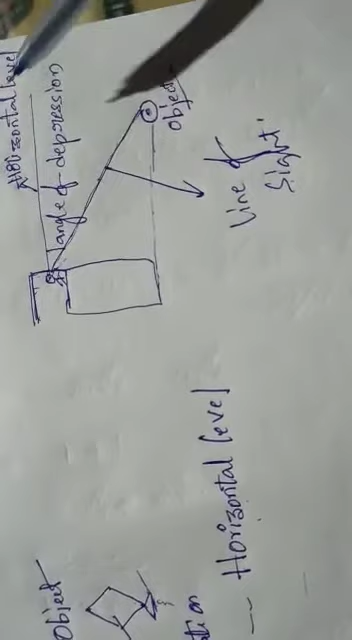 Horizontal level
angle of depression
Object
Line of
Sight
Object
Horizontal level